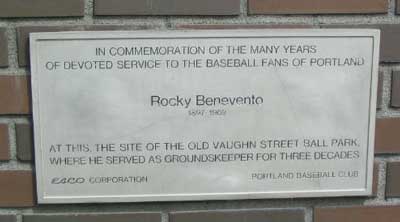 IN COMMEMORATION OF THE MANY YEARS
OF DEVOTED SERVICE TO THE BASEBALL FANS OF PORTLAND
Rocky Benevento
1897-1969
AT THIS, THE SITE OF THE OLD VAUGHN STREET BALL PARK,
WHERE HE SERVED AS GROUNDSKEEPER FOR THREE DECADES
ESCO CORPORATION
PORTLAND BASEBALL CLUB